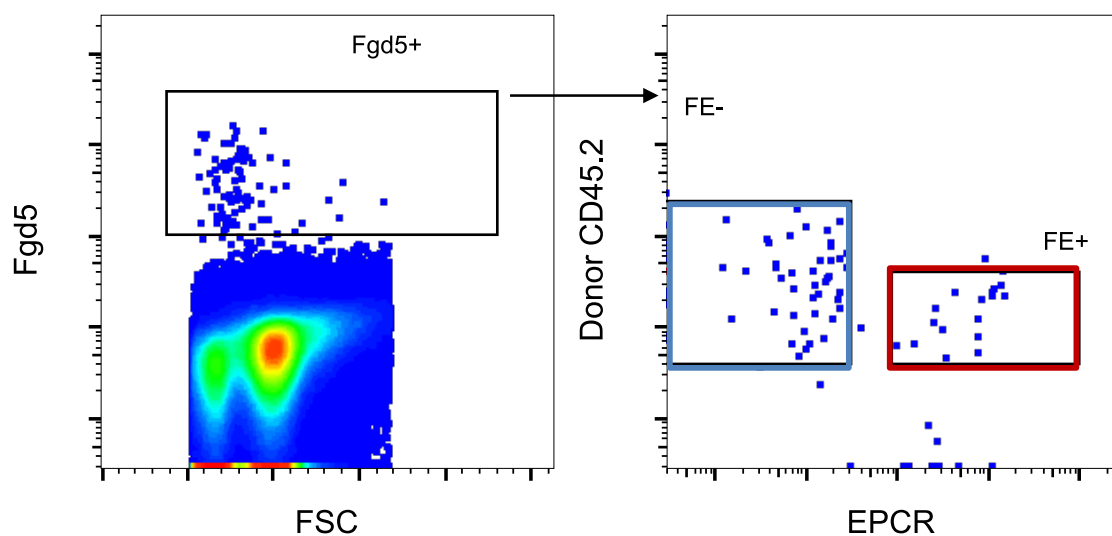 Fgd5+
Fgd5
FSC
FE-
FE+
Donor CD45.2
EPCR